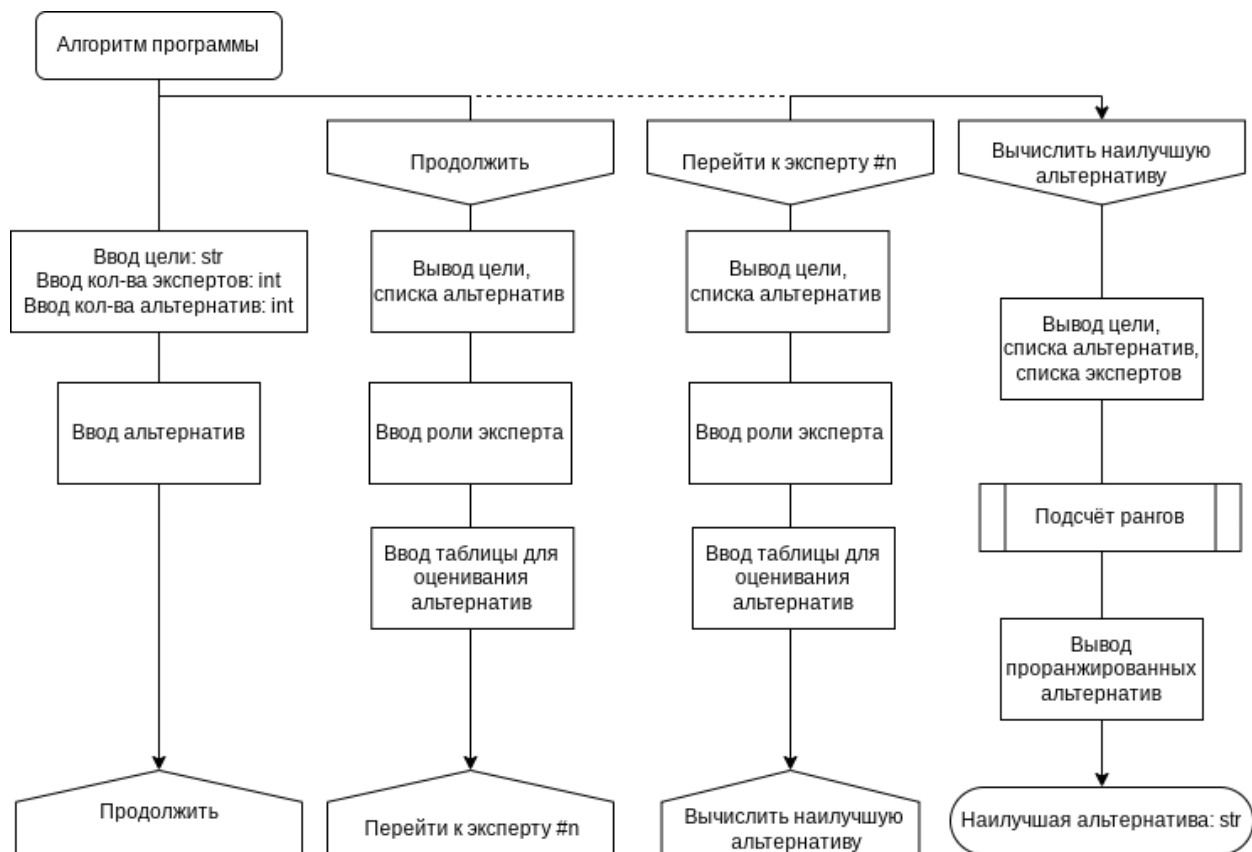 Алгоритм программы
Ввод цели: str
Ввод кол-ва экспертов: int
Ввод кол-ва альтернатив: int
Ввод альтернатив
Продолжить
Продолжить
Вывод цели,
списка альтернатив
Ввод роли эксперта
Ввод таблицы для
оценивания
альтернатив
Перейти к эксперту #n
Перейти к эксперту #n
Вывод цели,
списка альтернатив
Ввод роли эксперта
Ввод таблицы для
оценивания
альтернатив
Вычислить наилучшую
альтернативу
Вычислить наилучшую
альтернативу
Вывод цели,
списка альтернатив,
списка экспертов
Подсчёт рангов
Вывод
проранжированных
альтернатив
Наилучшая альтернатива: str